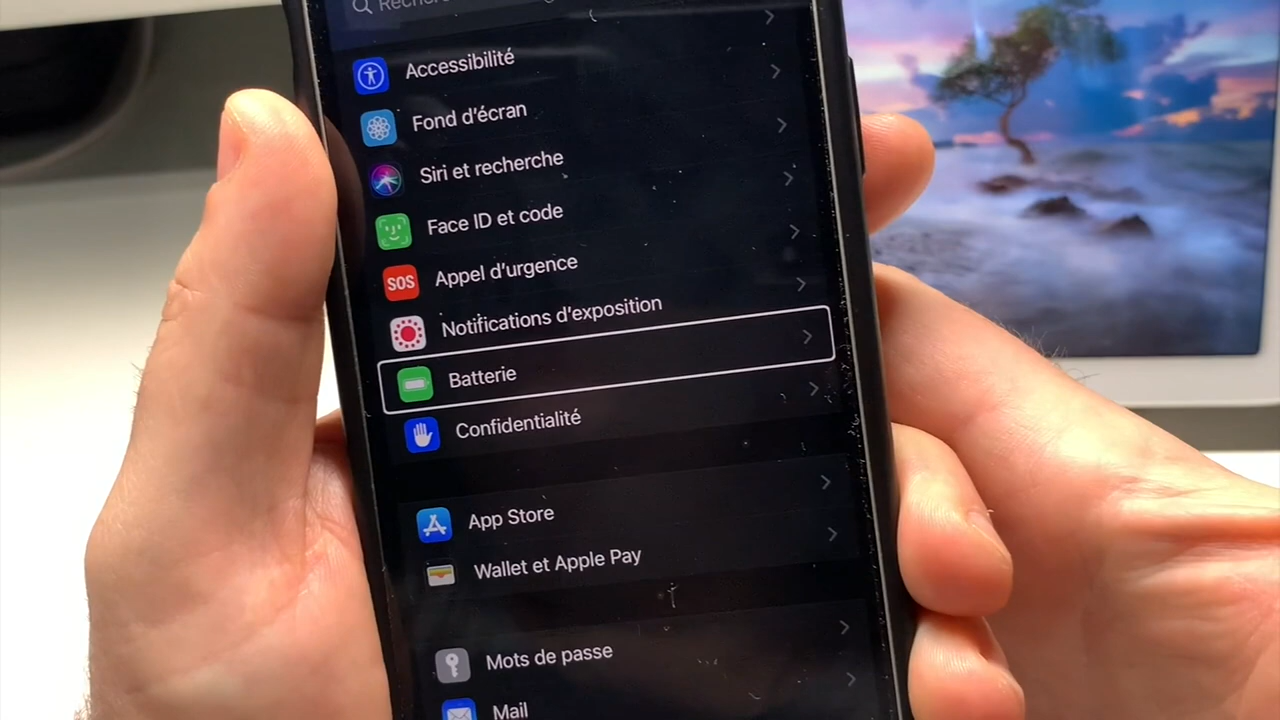 Accessibilité
Fond d'écran
Siri et recherche
Face ID et code
SOS Appel d'urgence
Notifications d'exposition
Batterie
Confidentialité
App Store
Wallet et Apple Pay
Mots de passe
Mail